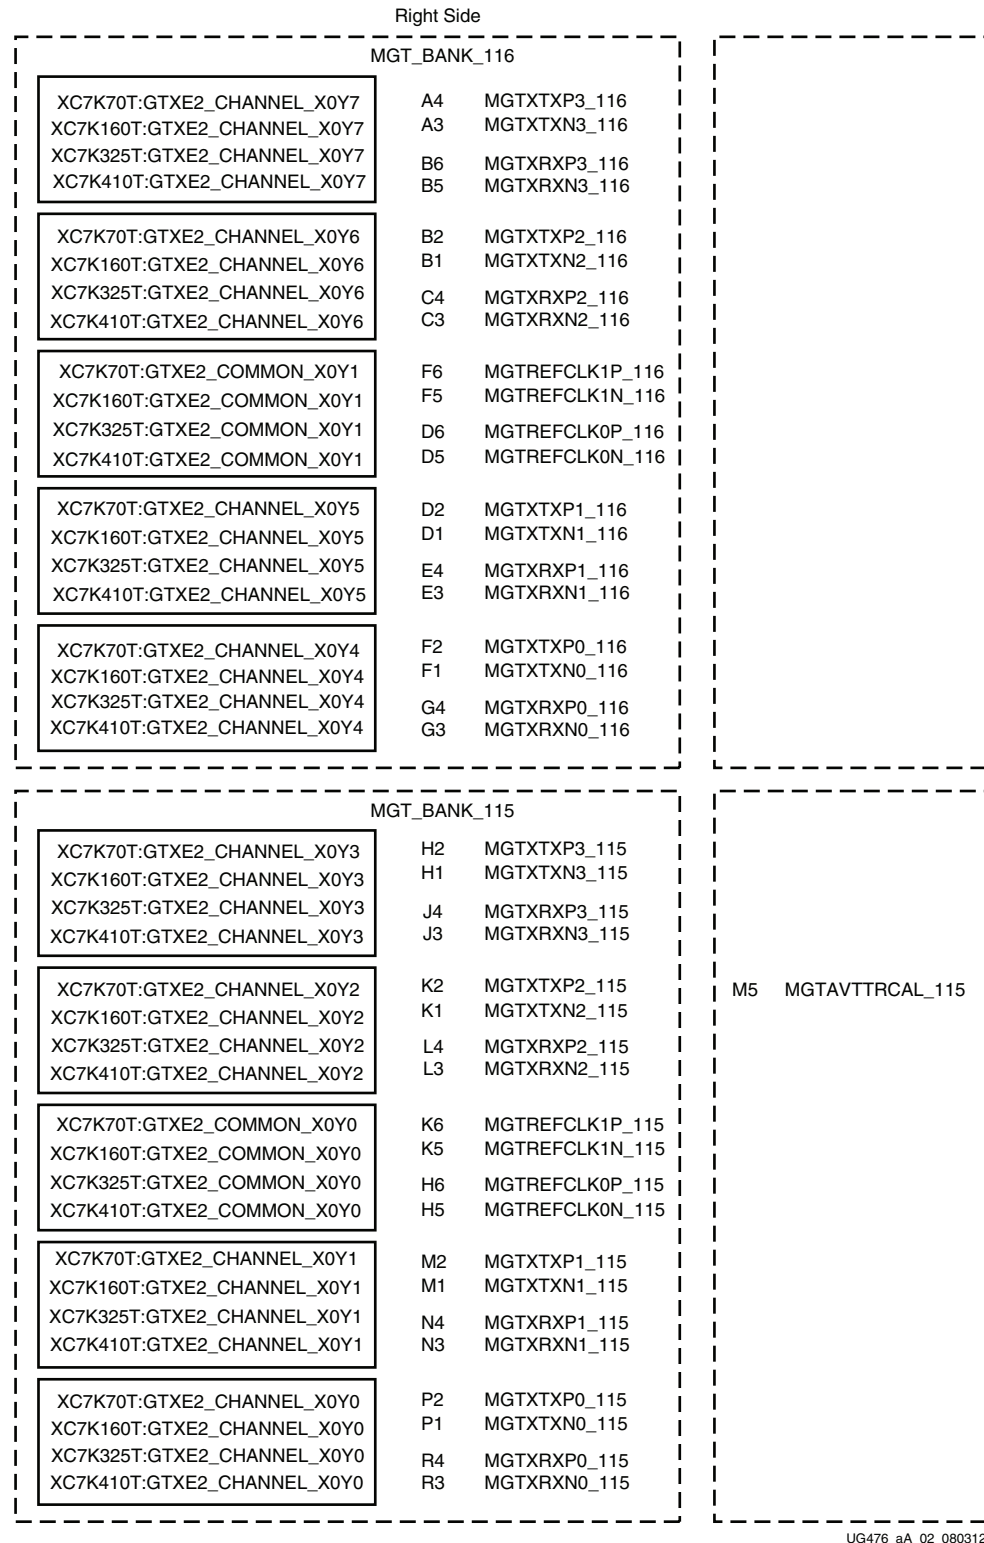 Right Side
MGT_BANK_116
XC7K70T:GTXE2_CHANNEL_X0Y7
XC7K160T:GTXE2_CHANNEL_X0Y7
XC7K325T:GTXE2_CHANNEL_X0Y7
XC7K410T:GTXE2_CHANNEL_X0Y7
A4 MGTXTXP3_116
A3 MGTXTXN3_116
B6 MGTXRXP3_116
B5 MGTXRXN3_116
XC7K70T:GTXE2_CHANNEL_X0Y6
XC7K160T:GTXE2_CHANNEL_X0Y6
XC7K325T:GTXE2_CHANNEL_X0Y6
XC7K410T:GTXE2_CHANNEL_X0Y6
B2 MGTXTXP2_116
B1 MGTXTXN2_116
C4 MGTXRXP2_116
C3 MGTXRXN2_116
XC7K70T:GTXE2_COMMON_X0Y1
XC7K160T:GTXE2_COMMON_X0Y1
XC7K325T:GTXE2_COMMON_X0Y1
XC7K410T:GTXE2_COMMON_X0Y1
F6 MGTREFCLK1P_116
F5 MGTREFCLK1N_116
D6 MGTREFCLK0P_116
D5 MGTREFCLK0N_116
XC7K70T:GTXE2_CHANNEL_X0Y5
XC7K160T:GTXE2_CHANNEL_X0Y5
XC7K325T:GTXE2_CHANNEL_X0Y5
XC7K410T:GTXE2_CHANNEL_X0Y5
D2 MGTXTXP1_116
D1 MGTXTXN1_116
E4 MGTXRXP1_116
E3 MGTXRXN1_116
XC7K70T:GTXE2_CHANNEL_X0Y4
XC7K160T:GTXE2_CHANNEL_X0Y4
XC7K325T:GTXE2_CHANNEL_X0Y4
XC7K410T:GTXE2_CHANNEL_X0Y4
F2 MGTXTXP0_116
F1 MGTXTXN0_116
G4 MGTXRXP0_116
G3 MGTXRXN0_116
MGT_BANK_115
XC7K70T:GTXE2_CHANNEL_X0Y3
XC7K160T:GTXE2_CHANNEL_X0Y3
XC7K325T:GTXE2_CHANNEL_X0Y3
XC7K410T:GTXE2_CHANNEL_X0Y3
H2 MGTXTXP3_115
H1 MGTXTXN3_115
J4 MGTXRXP3_115
J3 MGTXRXN3_115
XC7K70T:GTXE2_CHANNEL_X0Y2
XC7K160T:GTXE2_CHANNEL_X0Y2
XC7K325T:GTXE2_CHANNEL_X0Y2
XC7K410T:GTXE2_CHANNEL_X0Y2
K2 MGTXTXP2_115
K1 MGTXTXN2_115
L4 MGTXRXP2_115
L3 MGTXRXN2_115
M5 MGTAVTTRCAL_115
XC7K70T:GTXE2_COMMON_X0Y0
XC7K160T:GTXE2_COMMON_X0Y0
XC7K325T:GTXE2_COMMON_X0Y0
XC7K410T:GTXE2_COMMON_X0Y0
K6 MGTREFCLK1P_115
K5 MGTREFCLK1N_115
H6 MGTREFCLK0P_115
H5 MGTREFCLK0N_115
XC7K70T:GTXE2_CHANNEL_X0Y1
XC7K160T:GTXE2_CHANNEL_X0Y1
XC7K325T:GTXE2_CHANNEL_X0Y1
XC7K410T:GTXE2_CHANNEL_X0Y1
M2 MGTXTXP1_115
M1 MGTXTXN1_115
N4 MGTXRXP1_115
N3 MGTXRXN1_115
XC7K70T:GTXE2_CHANNEL_X0Y0
XC7K160T:GTXE2_CHANNEL_X0Y0
XC7K325T:GTXE2_CHANNEL_X0Y0
XC7K410T:GTXE2_CHANNEL_X0Y0
P2 MGTXTXP0_115
P1 MGTXTXN0_115
R4 MGTXRXP0_115
R3 MGTXRXN0_115
UG476_aA_02_080312